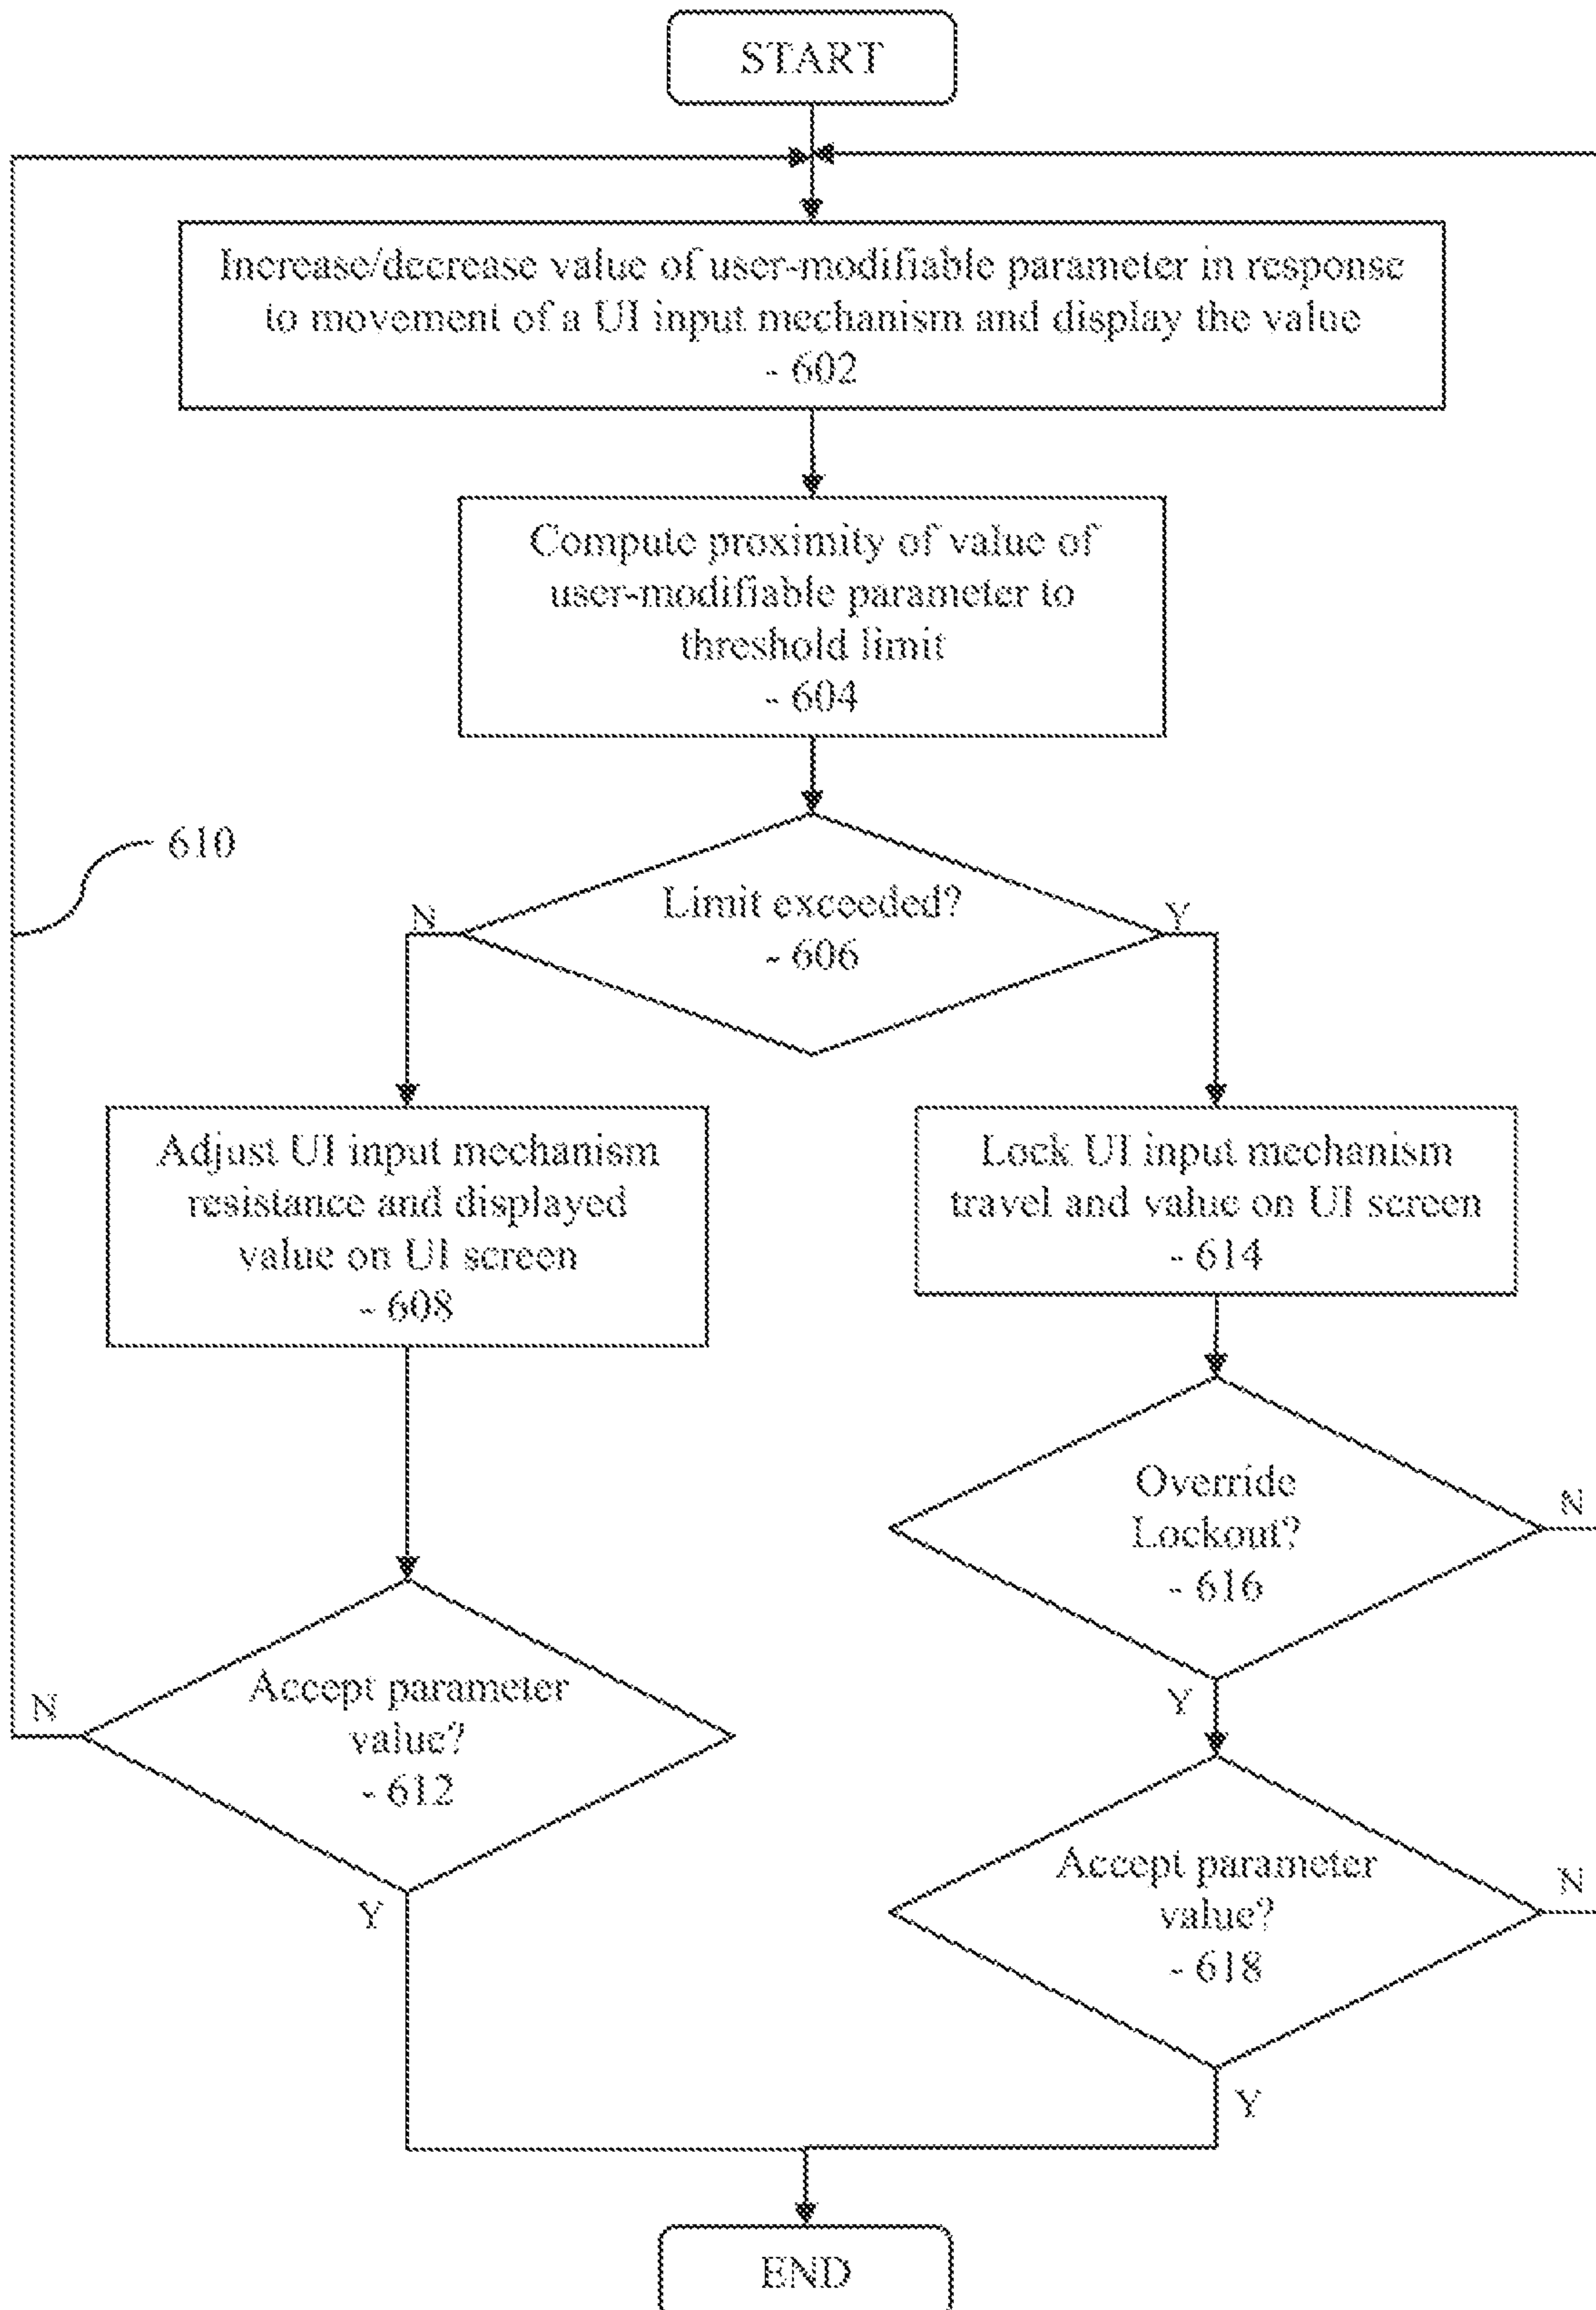 START
Increase/decrease value of user-modifiable parameter in response
to movement of a UI input mechanism and display the value
- 602
Compute proximity of value of
user-modifiable parameter to
threshold limit
- 604
610
Limit exceeded?
- 606
N
Y
Adjust UI input mechanism
resistance and displayed
value on UI screen
- 608
Lock UI input mechanism
travel and value on UI screen
- 614
Override
Lockout?
- 616
N
Y
Accept parameter
value?
- 612
N
Y
Accept parameter
value?
- 618
N
Y
END